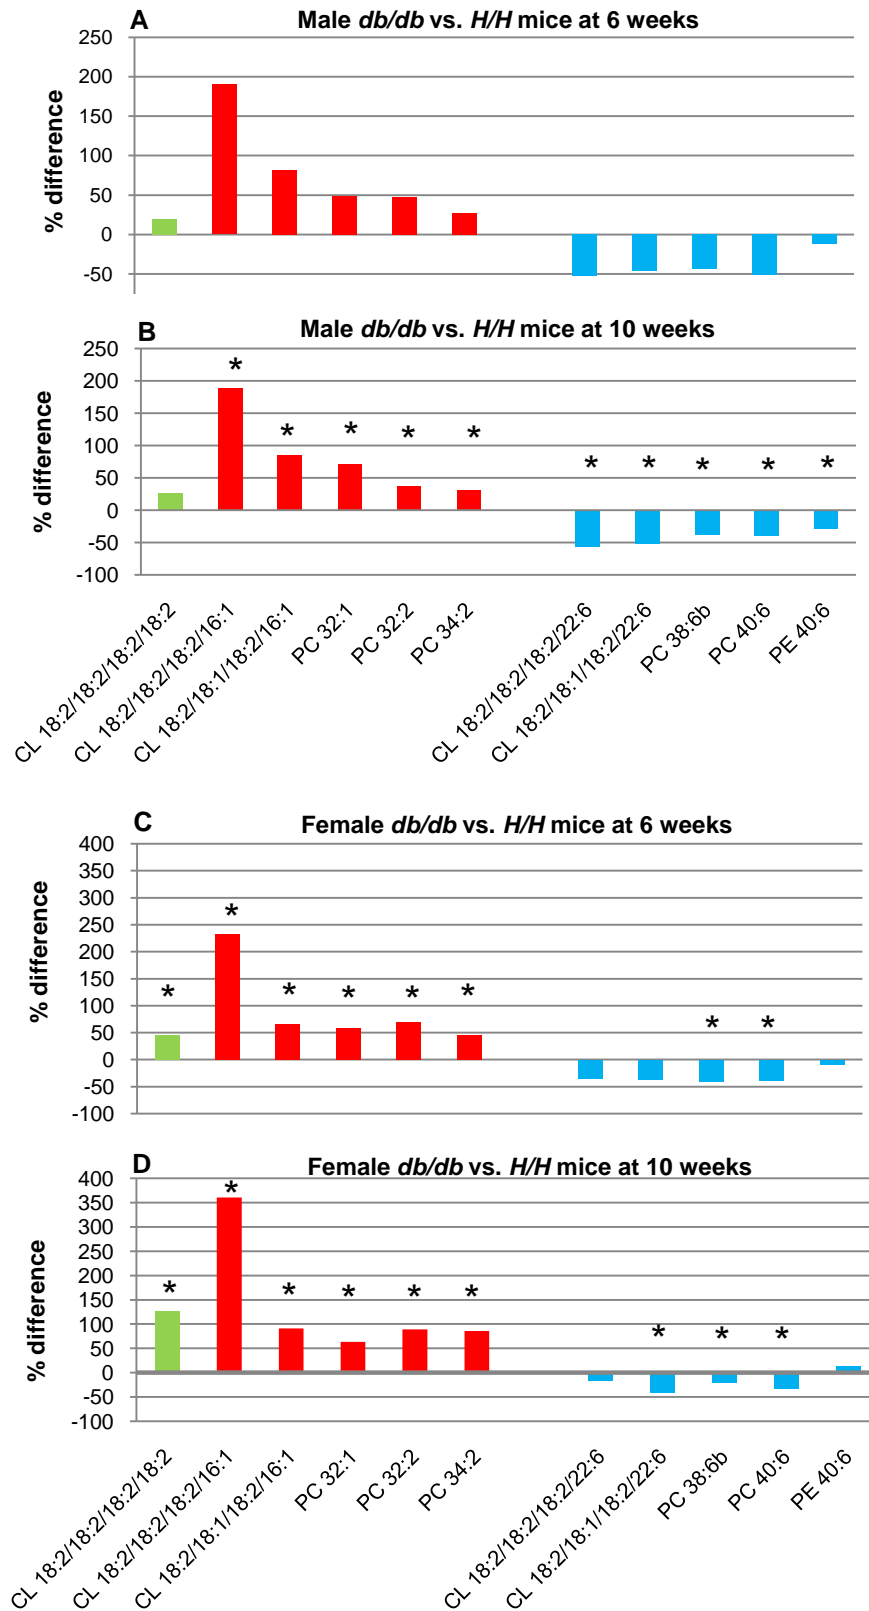 A
Male db/db vs. H/H mice at 6 weeks
% difference
250
200
150
100
50
0
-50
B
Male db/db vs. H/H mice at 10 weeks
% difference
250
200
150
100
50
0
-50
-100
*
*
*
*
*
*
*
*
*
*
CL 18:2/18:2/18:2/18:2
CL 18:2/18:2/18:2/16:1
CL 18:2/18:1/18:2/16:1
PC 32:1
PC 32:2
PC 34:2
CL 18:2/18:2/18:2/22:6
CL 18:2/18:1/18:2/22:6
PC 38:6b
PC 40:6
PE 40:6
C
Female db/db vs. H/H mice at 6 weeks
% difference
400
350
300
250
200
150
100
50
0
-50
-100
*
*
*
*
*
*
*
*
D
Female db/db vs. H/H mice at 10 weeks
% difference
400
350
300
250
200
150
100
50
0
-50
-100
*
*
*
*
*
*
*
*
*
CL 18:2/18:2/18:2/18:2
CL 18:2/18:2/18:2/16:1
CL 18:2/18:1/18:2/16:1
PC 32:1
PC 32:2
PC 34:2
CL 18:2/18:2/18:2/22:6
CL 18:2/18:1/18:2/22:6
PC 38:6b
PC 40:6
PE 40:6